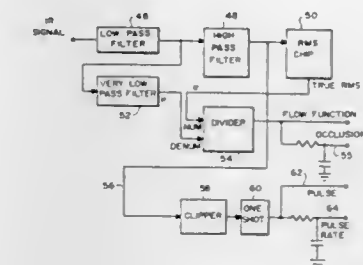 IR
SIGNAL
46
LOW PASS
FILTER
48
HIGH
PASS
FILTER
50
RMS
CHIP
TRUE RMS
VERY LOW
PASS FILTER
52
σ
μ
NUM
DENUM
DIVIDER
54
FLOW FUNCTION
OCCLUSION
55
56
58
CLIPPER
60
ONE
SHOT
62
PULSE
64
PULSE
RATE